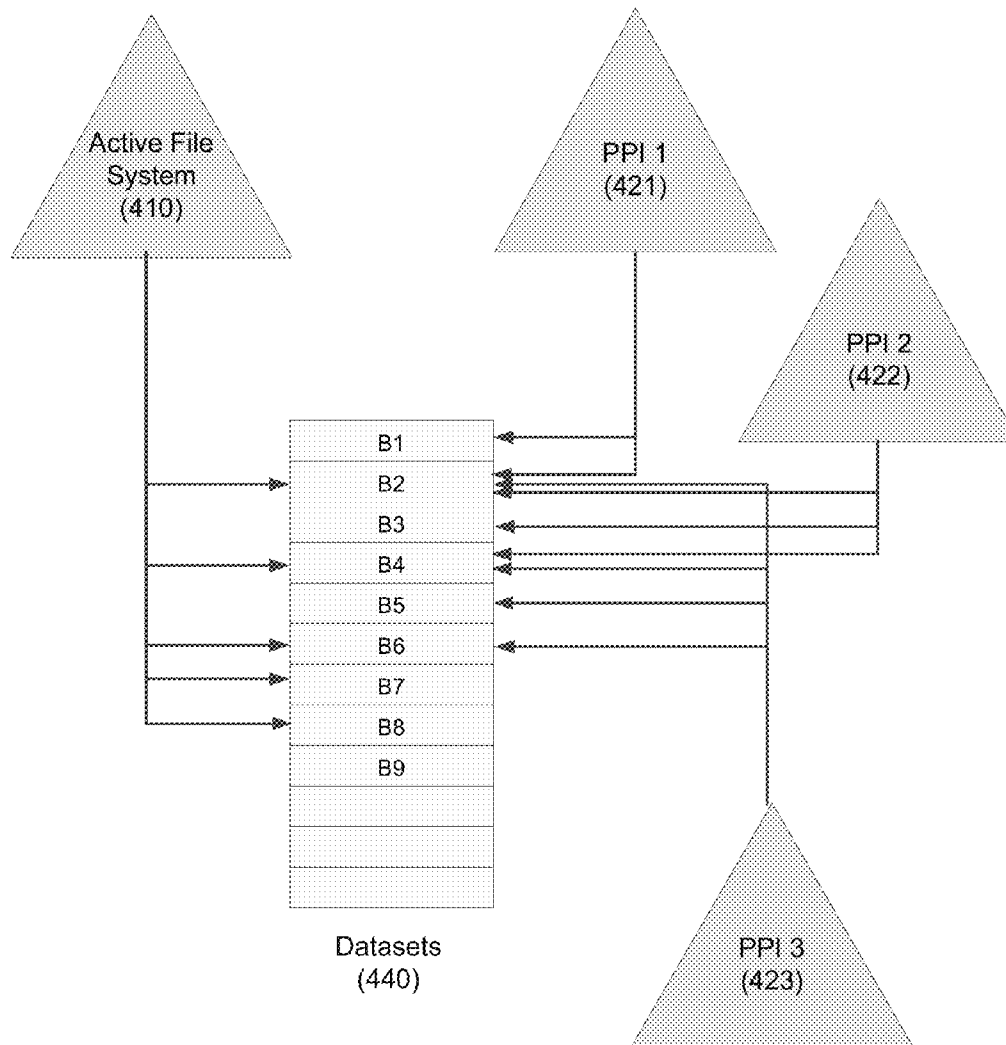 Active File
System
(410)
PPI 1
(421)
PPI 2
(422)
B1
B2
B3
B4
B5
B6
B7
B8
B9
Datasets
(440)
PPI 3
(423)